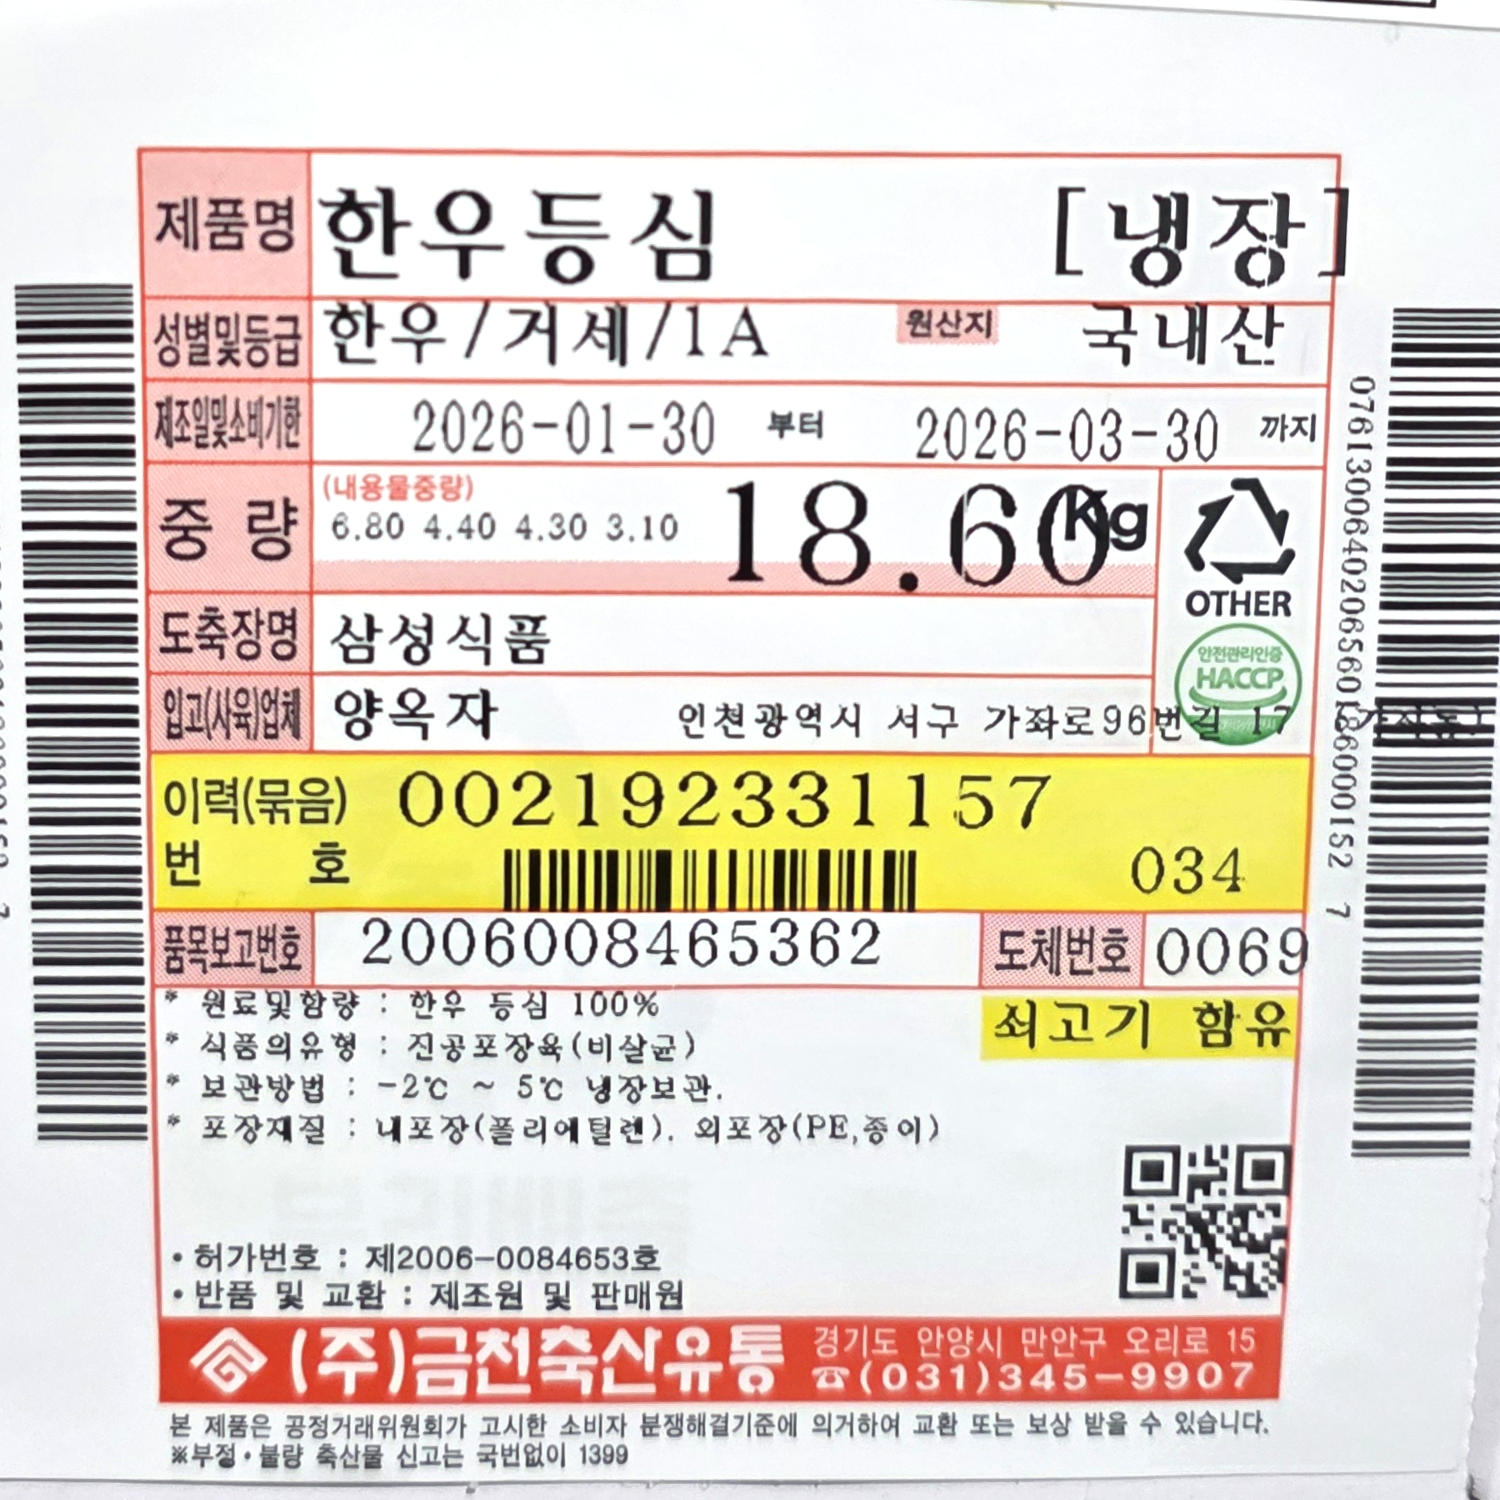 제품명 한우등심 [냉장]
성별및등급 한우/거세/1A 원산지 국내산
제조일및소비기한 2026-01-30 부터 2026-03-30 까지
중 량 (내용물중량) 18.60 Kg
6.80 4.40 4.30 3.10
OTHER
도축장명 삼성식품
안전관리인증
HACCP
입고(사육)업체 양옥자 인천광역시 서구 가좌로96번길 17
이력(묶음) 002192331157
번 호 034
품목보고번호 2006008465362 도체번호 0069
* 원료및함량 : 한우 등심 100%
쇠고기 함유
* 식품의유형 : 진공포장육(비살균)
* 보관방법 : -2℃ ~ 5℃ 냉장보관.
* 포장재질 : 내포장(폴리에틸렌). 외포장(PE,종이)
• 허가번호 : 제2006-0084653호
• 반품 및 교환 : 제조원 및 판매원
(주)금천축산유통 경기도 안양시 만안구 오리로 15
☎(031)345-9907
본 제품은 공정거래위원회가 고시한 소비자 분쟁해결기준에 의거하여 교환 또는 보상 받을 수 있습니다.
※부정•불량 축산물 신고는 국번없이 1399